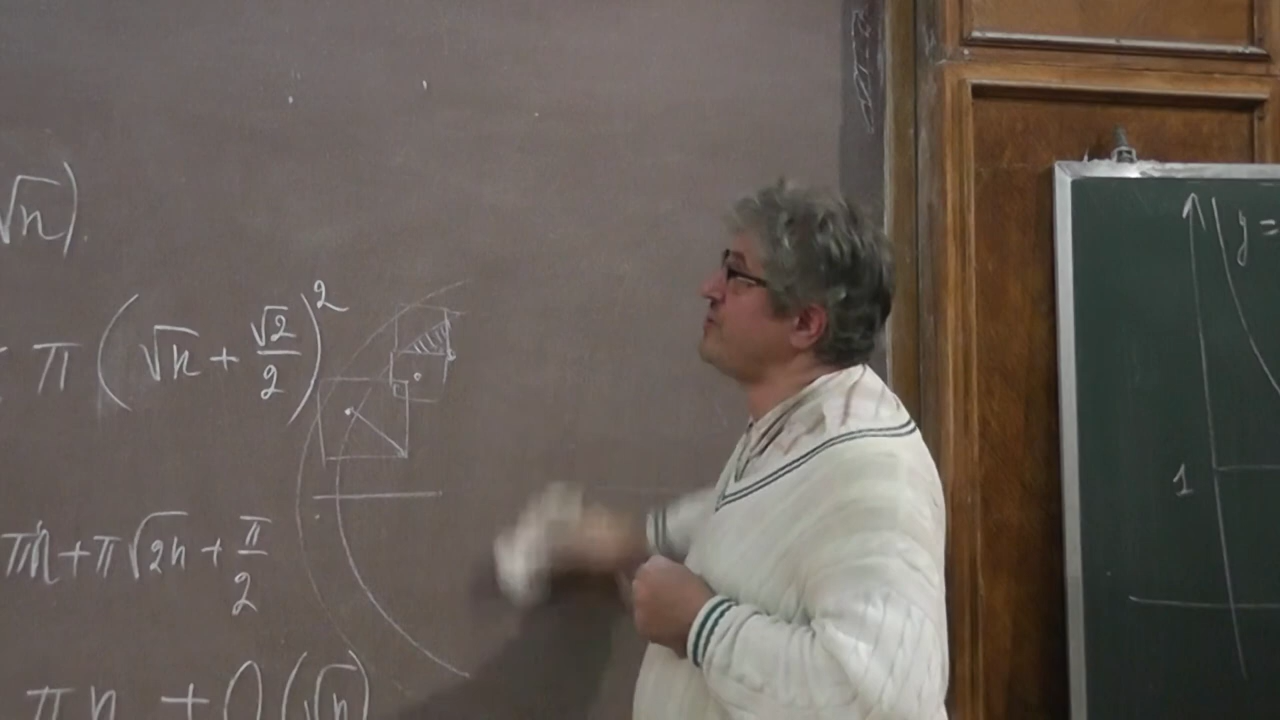 √n).
π(√n + √2/2)²
πn + π√2n + π/2
πn + O(√n)
y =
1